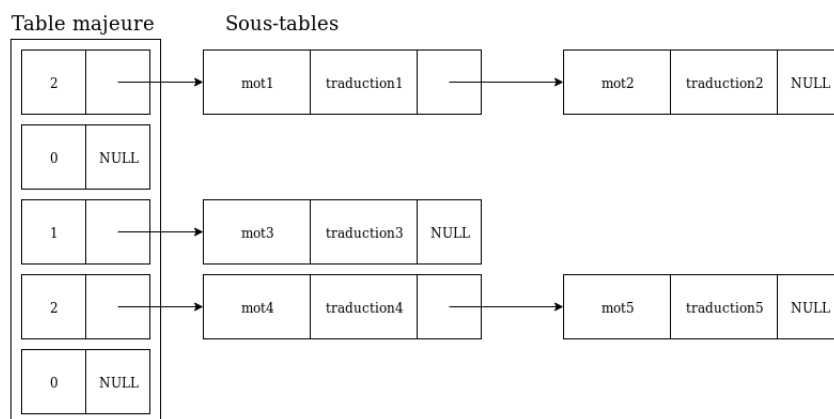 Table majeure Sous-tables
2 mot1 traduction1 mot2 traduction2 NULL
0 NULL
1 mot3 traduction3 NULL
2 mot4 traduction4 mot5 traduction5 NULL
0 NULL